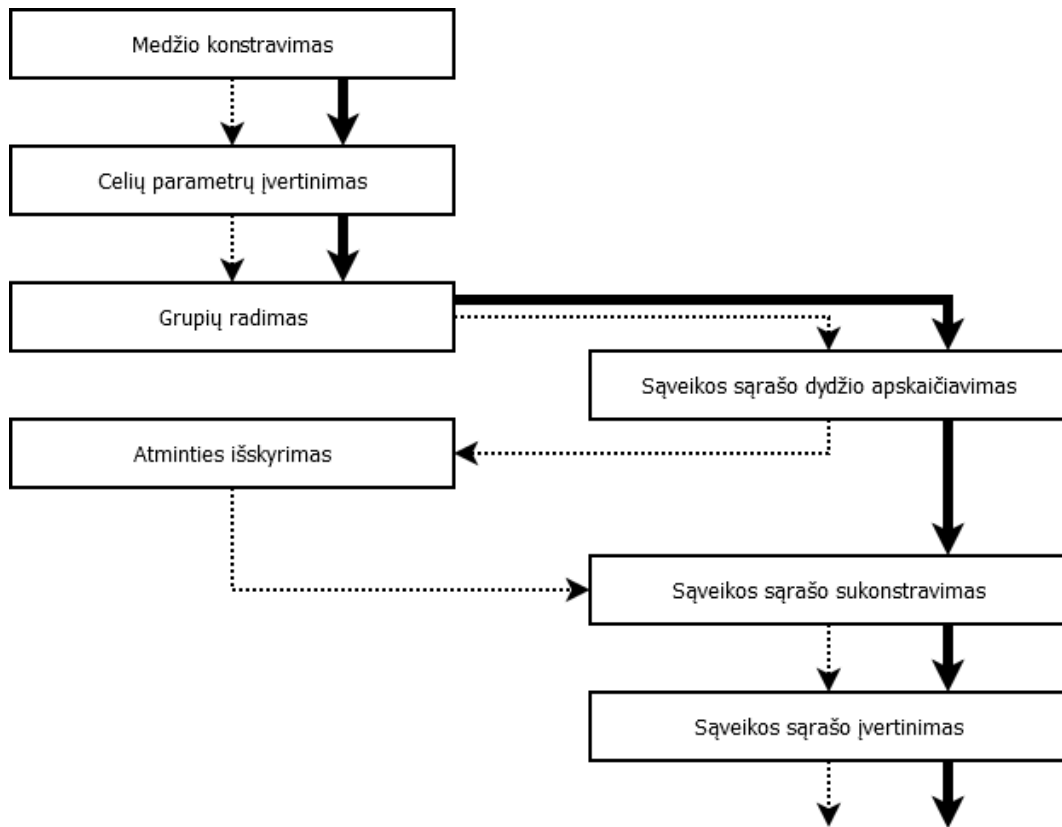 Medžio konstravimas
Celių parametrų įvertinimas
Grupių radimas
Sąveikos sąrašo dydžio apskaičiavimas
Atminties išskyrimas
Sąveikos sąrašo sukonstravimas
Sąveikos sąrašo įvertinimas